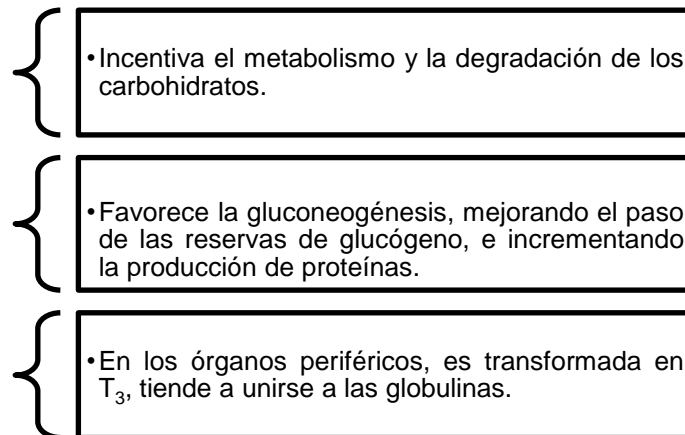 •Incentiva el metabolismo y la degradación de los
carbohidratos.
•Favorece la gluconeogénesis, mejorando el paso
de las reservas de glucógeno, e incrementando
la producción de proteínas.
•En los órganos periféricos, es transformada en
T₃, tiende a unirse a las globulinas.